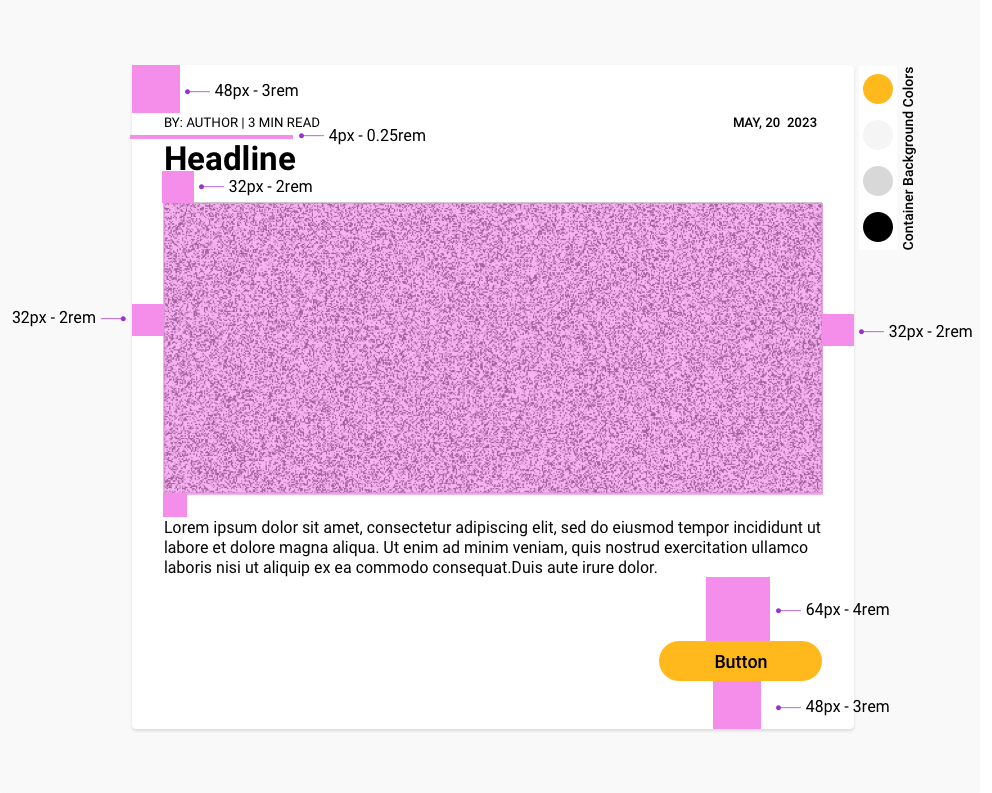 48px - 3rem
BY: AUTHOR | 3 MIN READ
MAY, 20 2023
4px - 0.25rem
Headline
32px - 2rem
32px - 2rem
32px - 2rem
Lorem ipsum dolor sit amet, consectetur adipiscing elit, sed do eiusmod tempor incididunt ut
labore et dolore magna aliqua. Ut enim ad minim veniam, quis nostrud exercitation ullamco
laboris nisi ut aliquip ex ea commodo consequat.Duis aute irure dolor.
64px - 4rem
Button
48px - 3rem
Container Background Colors